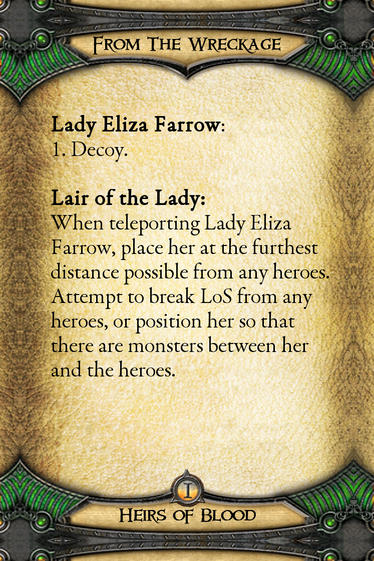 From The Wreckage
Lady Eliza Farrow:
1. Decoy.
Lair of the Lady:
When teleporting Lady Eliza
Farrow, place her at the furthest
distance possible from any heroes.
Attempt to break LoS from any
heroes, or position her so that
there are monsters between her
and the heroes.
I
Heirs of Blood